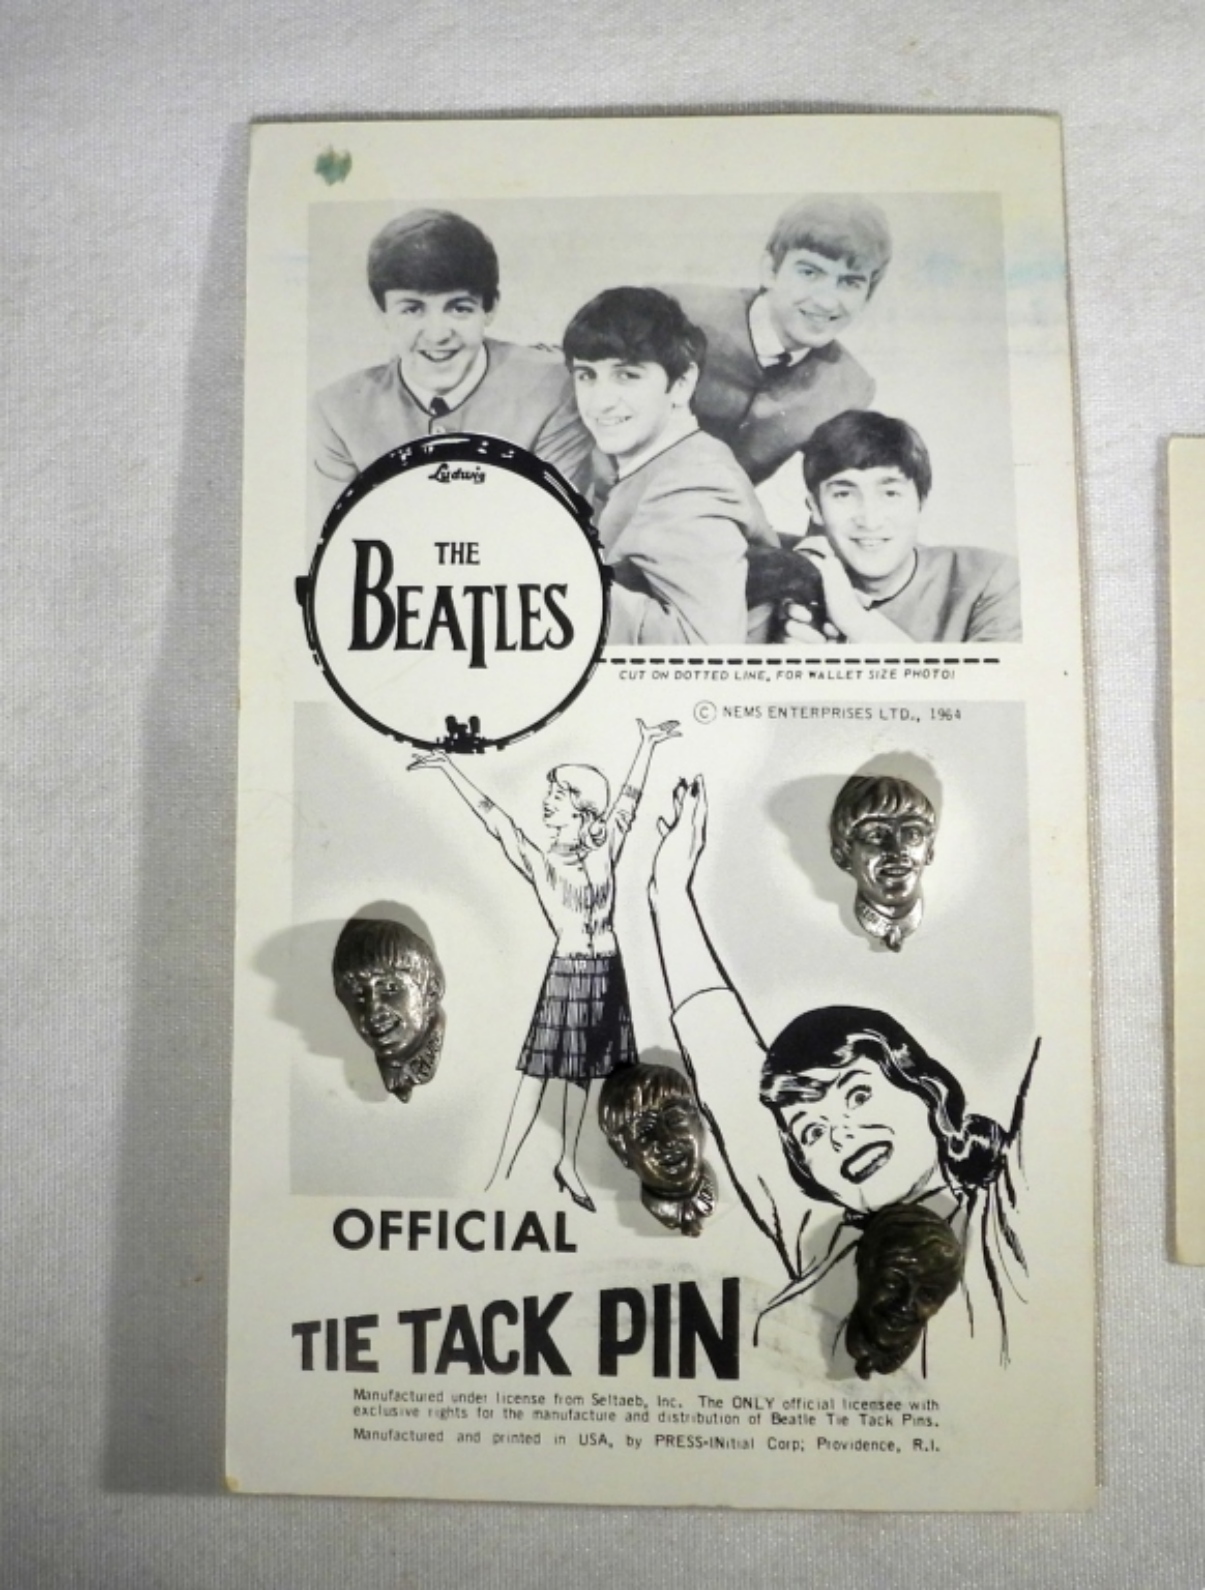 Ludwig
THE
BEATLES
CUT ON DOTTED LINE, FOR WALLET SIZE PHOTO!
© NEMS ENTERPRISES LTD., 1964
OFFICIAL
TIE TACK PIN
Manufactured under license from Seltaeb, Inc. The ONLY official licensee with
exclusive rights for the manufacture and distribution of Beatle Tie Tack Pins.
Manufactured and printed in USA, by PRESS-INitial Corp; Providence, R.I.